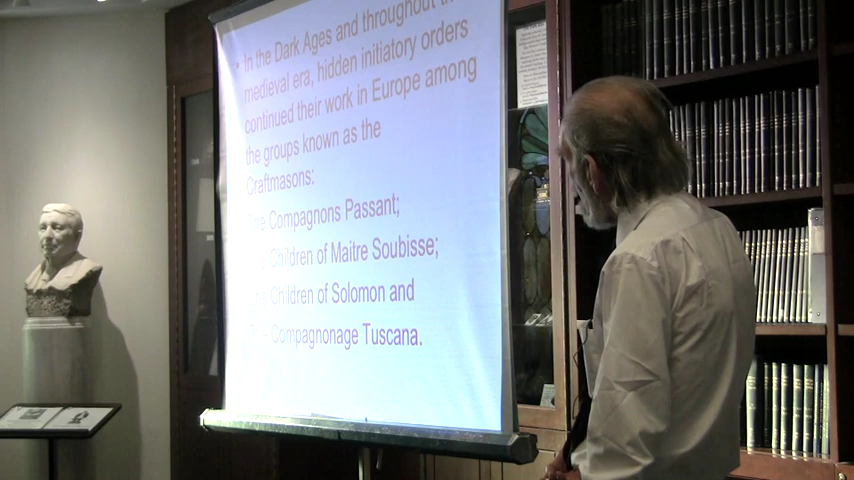 • In the Dark Ages and throughout
medieval era, hidden initiatory orders
continued their work in Europe among
the groups known as the
Craftmasons:
Compagnons Passant;
Children of Maitre Soubisse;
Children of Solomon and
Compagnonage Tuscana.